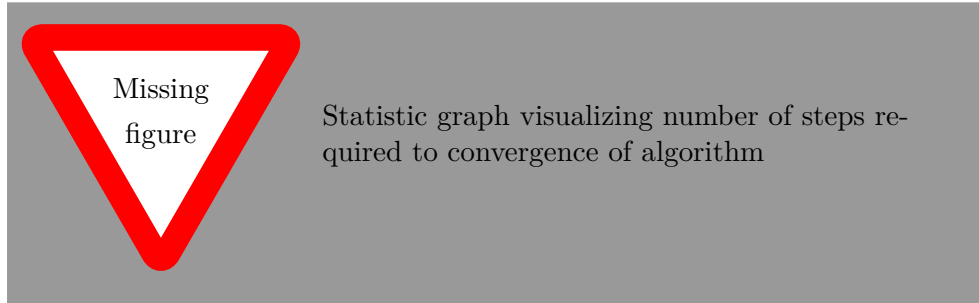 Missing
figure
Statistic graph visualizing number of steps re-
quired to convergence of algorithm